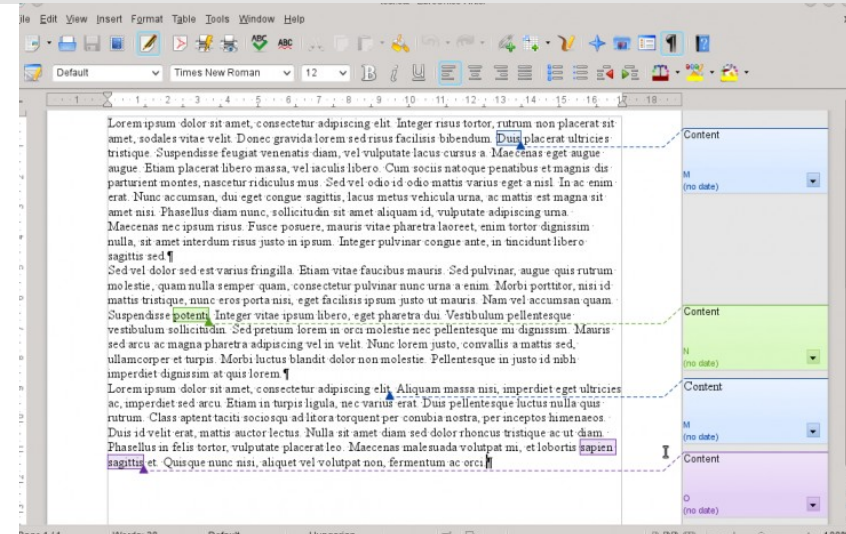 ile Edit View Insert Format Table Tools Window Help
Default Times New Roman 12
Lorem ipsum dolor sit amet, consectetur adipiscing elit. Integer risus tortor, rutrum non placerat sit
amet, sodales vitae velit. Donec gravida lorem sed risus facilisis bibendum. Duis placerat ultricies
tristique. Suspendisse feugiat venenatis diam, vel vulputate lacus cursus a. Maecenas eget augue
augue. Etiam placerat libero massa, vel iaculis libero. Cum sociis natoque penatibus et magnis dis
parturient montes, nascetur ridiculus mus. Sed vel odio id odio mattis varius eget a nisl. In ac enim
erat. Nunc accumsan, dui eget congue sagittis, lacus metus vehicula urna, ac mattis est magna sit
amet nisi. Phasellus diam nunc, sollicitudin sit amet aliquam id, vulputate adipiscing urna.
Maecenas nec ipsum risus. Fusce posuere, mauris vitae pharetra laoreet, enim tortor dignissim
nulla, sit amet interdum risus justo in ipsum. Integer pulvinar congue ante, in tincidunt libero
sagittis sed.¶
Sed vel dolor sed est varius fringilla. Etiam vitae faucibus mauris. Sed pulvinar, augue quis rutrum
molestie, quam nulla semper quam, consectetur pulvinar nunc urna a enim. Morbi porttitor, nisi id
mattis tristique, nunc eros porta nisi, eget facilisis ipsum justo ut mauris. Nam vel accumsan quam.
Suspendisse potenti. Integer vitae ipsum libero, eget pharetra dui. Vestibulum pellentesque
vestibulum sollicitudin. Sed pretium lorem in orci molestie nec pellentesque mi dignissim. Mauris
sed arcu ac magna pharetra adipiscing vel in velit. Nunc lorem justo, convallis a mattis sed,
ullamcorper et turpis. Morbi luctus blandit dolor non molestie. Pellentesque in justo id nibh
imperdiet dignissim at quis lorem.¶
Lorem ipsum dolor sit amet, consectetur adipiscing elit. Aliquam massa nisi, imperdiet eget ultricies
ac, imperdiet sed arcu. Etiam in turpis ligula, nec varius erat. Duis pellentesque luctus nulla quis
rutrum. Class aptent taciti sociosqu ad litora torquent per conubia nostra, per inceptos himenaeos.
Duis id velit erat, mattis auctor lectus. Nulla sit amet diam sed dolor rhoncus tristique ac ut diam.
Phasellus in felis tortor, vulputate placerat leo. Maecenas malesuada volutpat mi, et lobortis sapien
sagittis et. Quisque nunc nisi, aliquet vel volutpat non, fermentum ac orci.¶
Content
M
(no date)
Content
N
(no date)
Content
M
(no date)
Content
O
(no date)